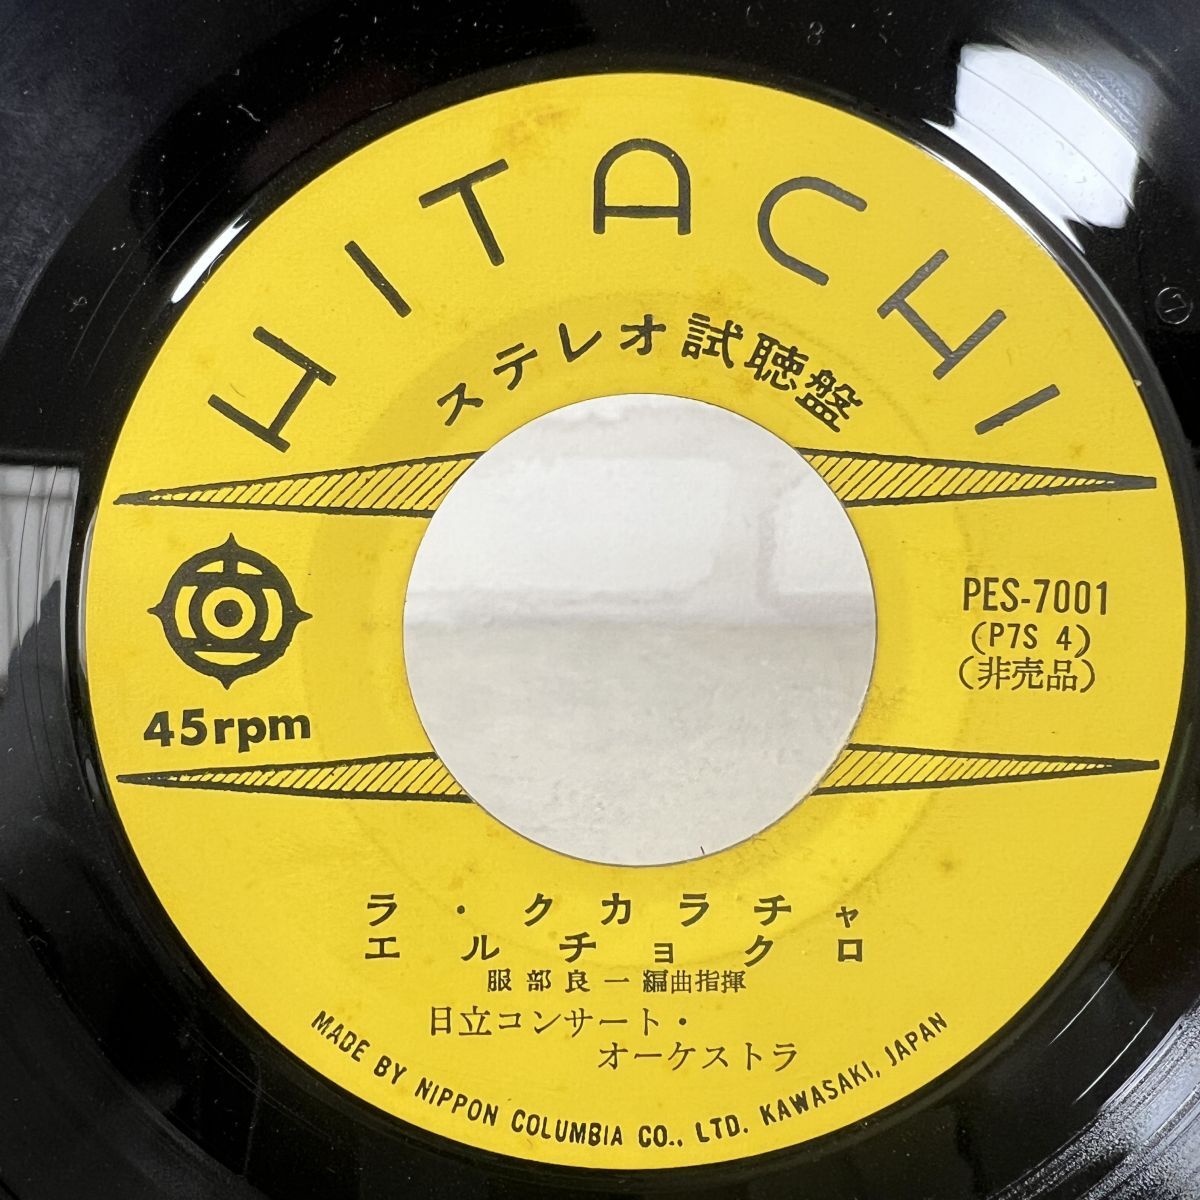 HITACHI
ステレオ試聴盤
PES-7001
(P7S 4)
(非売品)
45rpm
ラ・クカラチャ
エルチョクロ
服部良一編曲指揮
日立コンサート・
オーケストラ
MADE BY NIPPON COLUMBIA CO., LTD. KAWASAKI, JAPAN